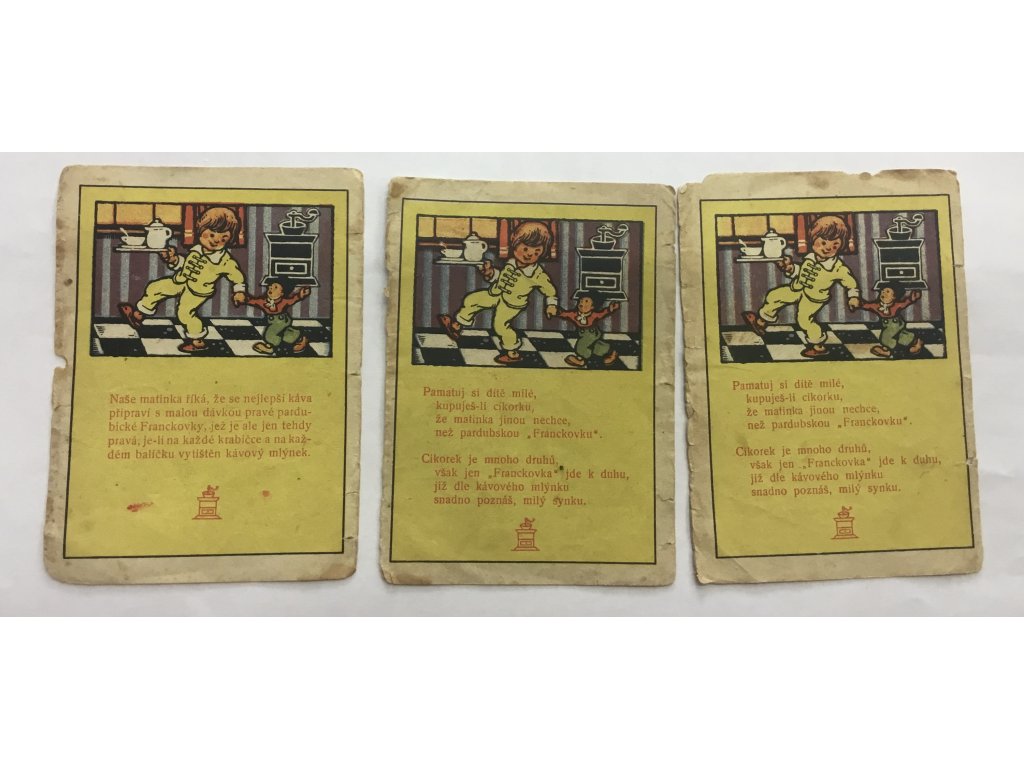 Naše matinka říká, že se nejlepší káva
připraví s malou dávkou pravé pardu-
bické Franckovky, jež je ale jen tehdy
pravá, je-li na každé krabičce a na kaž-
dém balíčku vytištěn kávový mlýnek.
Pamatuj si dítě milé,
kupuješ-li cikorku,
že matinka jinou nechce,
než pardubskou „Franckovku“.
Cikorek je mnoho druhů,
však jen „Franckovka“ jde k duhu,
již dle kávového mlýnku
snadno poznáš, milý synku.
Pamatuj si dítě milé,
kupuješ-li cikorku,
že matinka jinou nechce,
než pardubskou „Franckovku“.
Cikorek je mnoho druhů,
však jen „Franckovka“ jde k duhu,
již dle kávového mlýnku
snadno poznáš, milý synku.